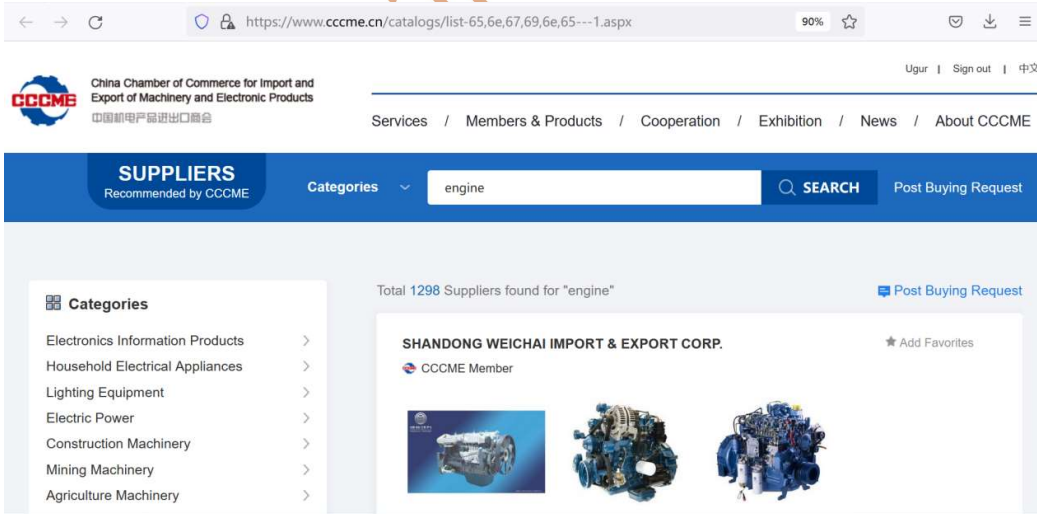 https://www.cccme.cn/catalogs/list-65,6e,67,69,6e,65---1.aspx
90%
Ugur | Sign out | 中文
CCCME
China Chamber of Commerce for Import and
Export of Machinery and Electronic Products
中国机电产品进出口商会
Services / Members & Products / Cooperation / Exhibition / News / About CCCME
SUPPLIERS
Recommended by CCCME
Categories
engine
SEARCH
Post Buying Request
Categories
Electronics Information Products
Household Electrical Appliances
Lighting Equipment
Electric Power
Construction Machinery
Mining Machinery
Agriculture Machinery
Total 1298 Suppliers found for "engine"
Post Buying Request
SHANDONG WEICHAI IMPORT & EXPORT CORP.
Add Favorites
CCCME Member